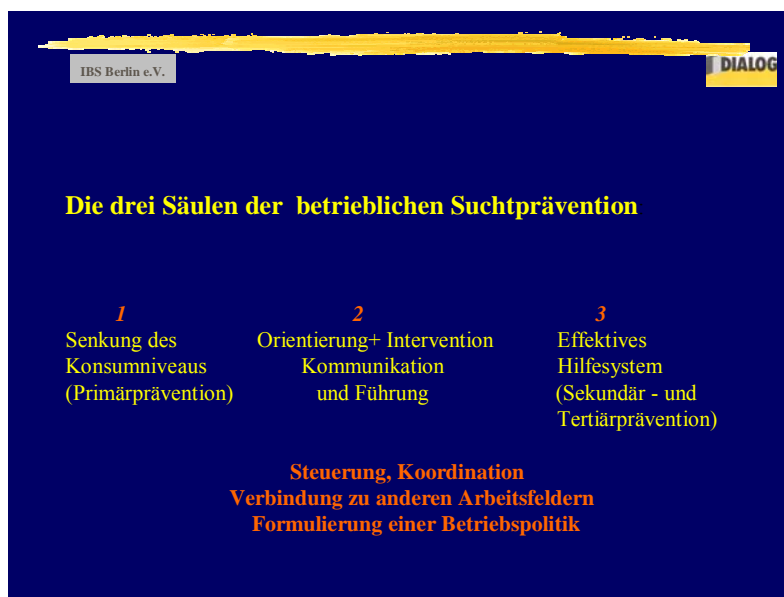 IBS Berlin e.V.
DIALOG
Die drei Säulen der betrieblichen Suchtprävention
1
Senkung des
Konsumniveaus
(Primärprävention)
2
Orientierung+ Intervention
Kommunikation
und Führung
3
Effektives
Hilfesystem
(Sekundär - und
Tertiärprävention)
Steuerung, Koordination
Verbindung zu anderen Arbeitsfeldern
Formulierung einer Betriebspolitik